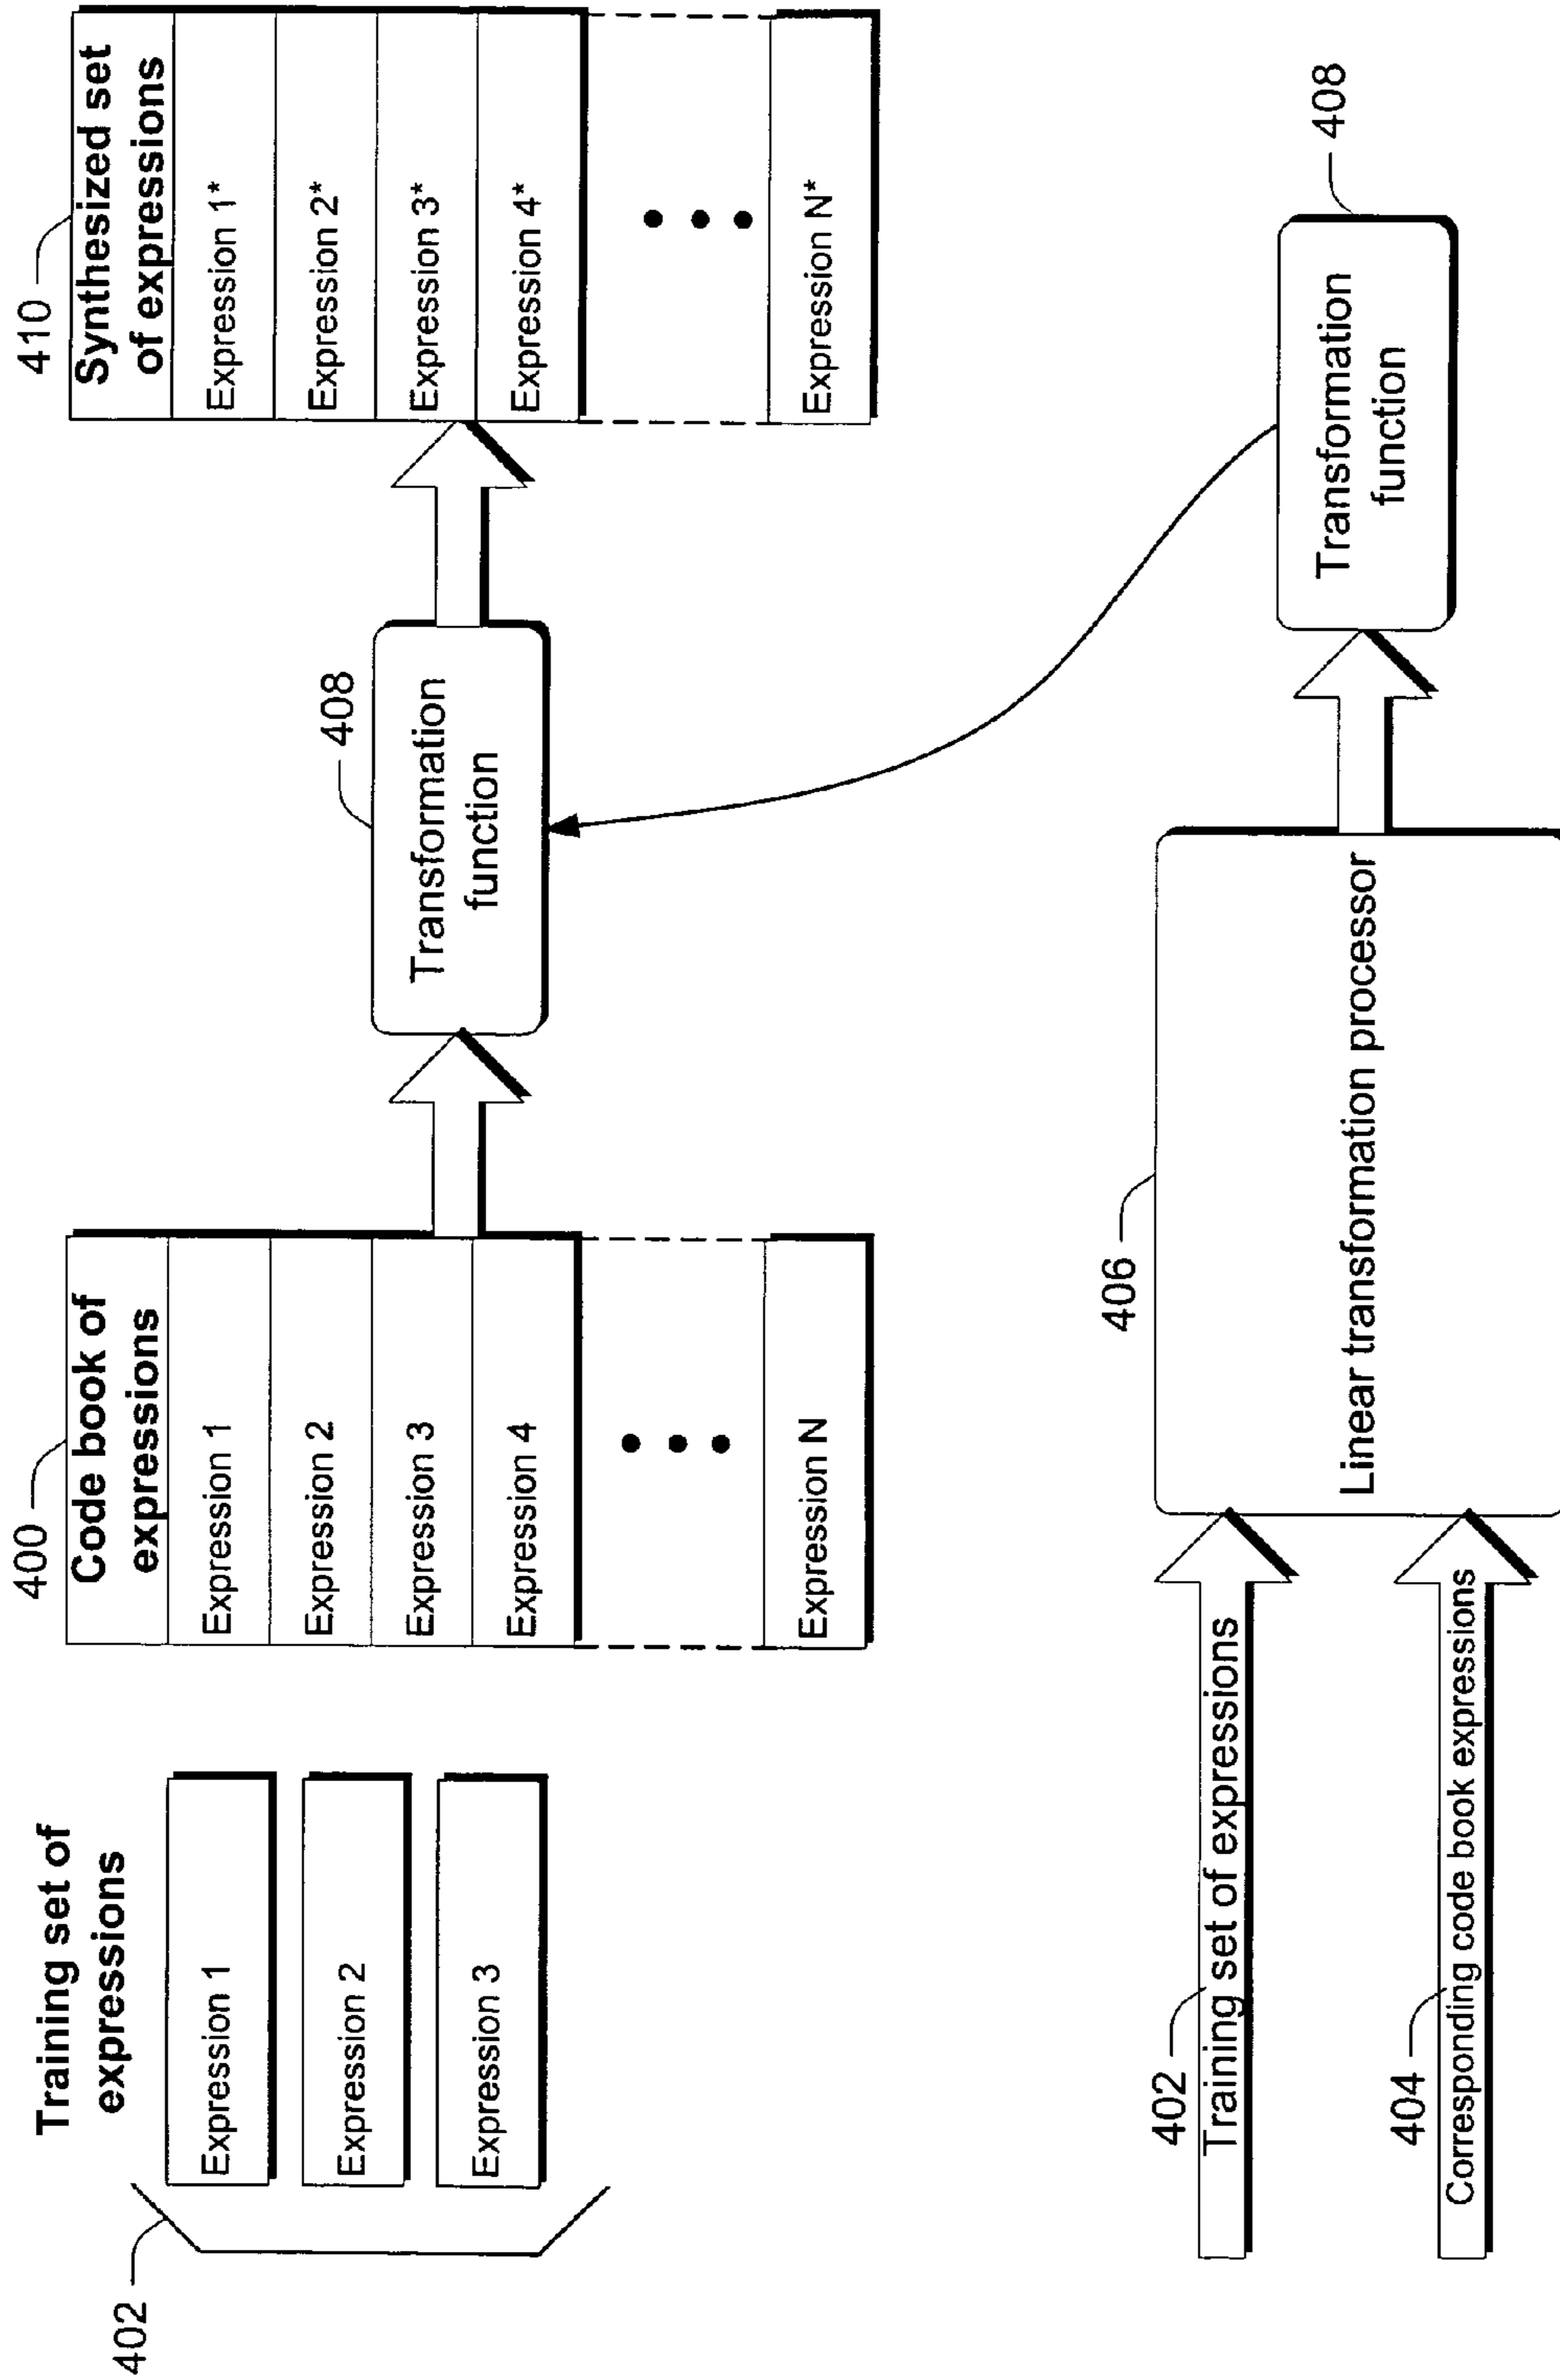 402
Training set of
expressions
Expression 1
Expression 2
Expression 3
400
Code book of
expressions
Expression 1
Expression 2
Expression 3
Expression 4
Expression N
408
Transformation
function
410
Synthesized set
of expressions
Expression 1*
Expression 2*
Expression 3*
Expression 4*
Expression N*
402
Training set of expressions
404
Corresponding code book expressions
406
Linear transformation processor
Transformation
function
408